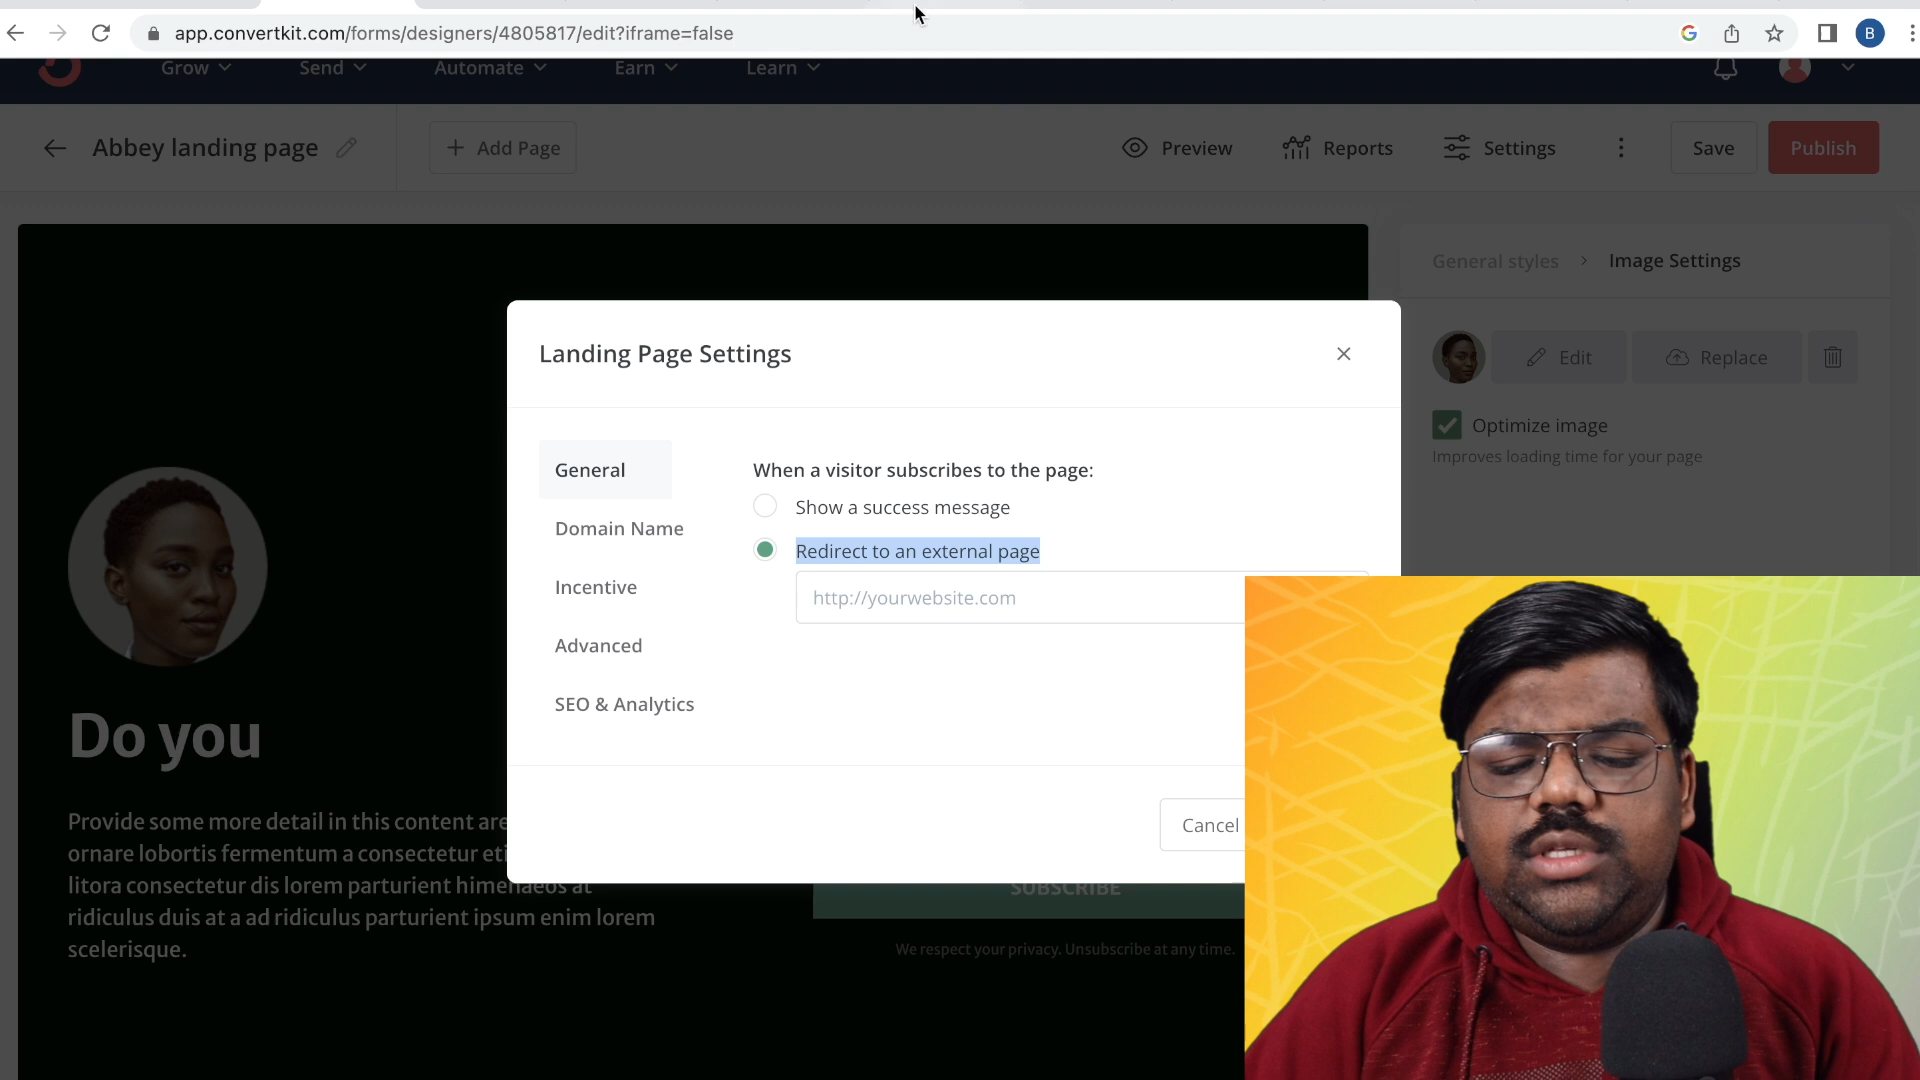 app.convertkit.com/forms/designers/4805817/edit?iframe=false
B
Grow Send Automate Earn Learn
Abbey landing page
+ Add Page
Preview Reports Settings Save Publish
General styles > Image Settings
Edit Replace
Optimize image
Improves loading time for your page
Landing Page Settings
General
Domain Name
Incentive
Advanced
SEO & Analytics
When a visitor subscribes to the page:
Show a success message
Redirect to an external page
http://yourwebsite.com
Cancel
Do you
Provide some more detail in this content are
ornare lobortis fermentum a consectetur eti
litora consectetur dis lorem parturient himenaeos at
ridiculus duis at a ad ridiculus parturient ipsum enim lorem
scelerisque.
SUBSCRIBE
We respect your privacy. Unsubscribe at any time.